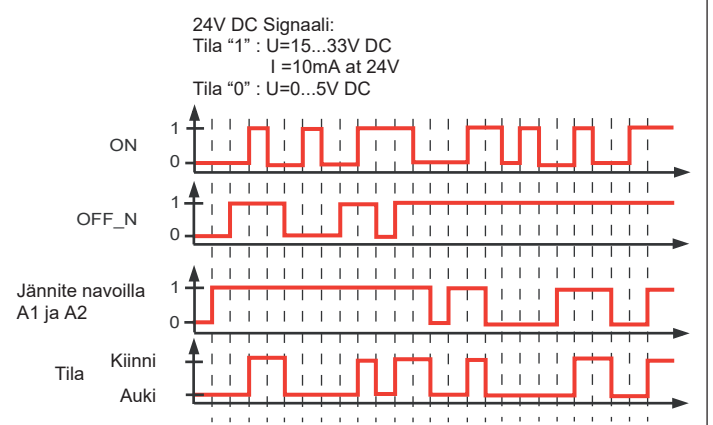 24V DC Signaali:
Tila “1” : U=15...33V DC
I =10mA at 24V
Tila “0” : U=0...5V DC
1
ON
0
1
OFF_N
0
Jännite navoilla
A1 ja A2
1
0
Tila
Kiinni
Auki